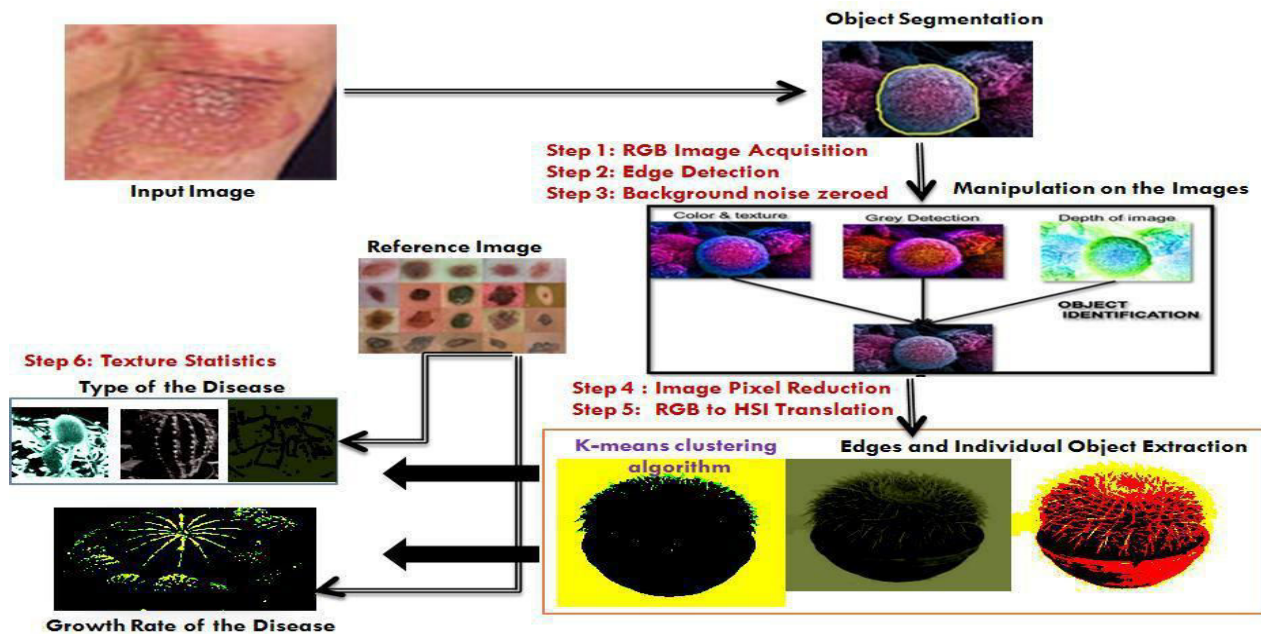 Object Segmentation
Input Image
Step 1: RGB Image Acquisition
Step 2: Edge Detection
Step 3: Background noise zeroed
Manipulation on the Images
Color & texture
Grey Detection
Depth of image
OBJECT
IDENTIFICATION
Reference Image
Step 6: Texture Statistics
Type of the Disease
Step 4 : Image Pixel Reduction
Step 5: RGB to HSI Translation
K-means clustering
algorithm
Edges and Individual Object Extraction
Growth Rate of the Disease